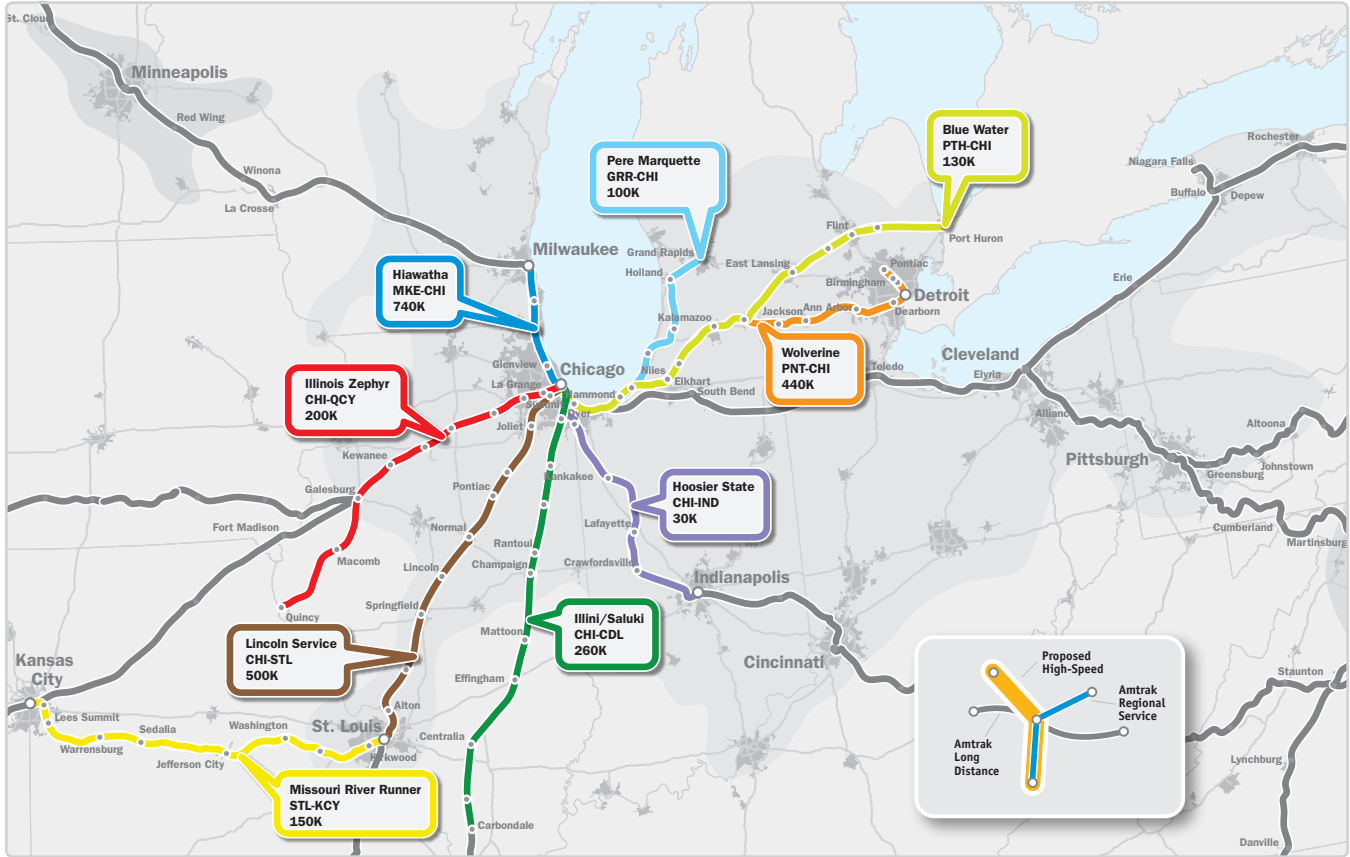 St. Cloud
Minneapolis
Red Wing
Winona
La Crosse
Milwaukee
Hiawatha
MKE-CHI
740K
Pere Marquette
GRR-CHI
100K
Blue Water
PTH-CHI
130K
Rochester
Niagara Falls
Buffalo
Depew
Flint
Port Huron
Grand Rapids
Holland
East Lansing
Pontiac
Birmingham
Detroit
Dearborn
Erie
Kalamazoo
Jackson
Ann Arbor
Wolverine
PNT-CHI
440K
Toledo
Cleveland
Elyria
Glenview
Chicago
La Grange
Summit
Hammond
Dyer
Niles
Elkhart
South Bend
Illinois Zephyr
CHI-QCY
200K
Joliet
Alliance
Altoona
Pittsburgh
Johnstown
Greensburg
Kewanee
Galesburg
Kankakee
Pontiac
Hoosier State
CHI-IND
30K
Cumberland
Martinsburg
Fort Madison
Normal
Lafayette
Rantoul
Macomb
Champaign
Crawfordsville
Lincoln
Indianapolis
Quincy
Springfield
Illini/Saluki
CHI-CDL
260K
Mattoon
Lincoln Service
CHI-STL
500K
Cincinnati
Kansas
City
Effingham
Alton
Lees Summit
Sedalia
Washington
St. Louis
Centralia
Warrensburg
Jefferson City
Kirkwood
Missouri River Runner
STL-KCY
150K
Carbondale
Proposed
High-Speed
Amtrak
Regional
Service
Amtrak
Long
Distance
Staunton
Lynchburg
Danville